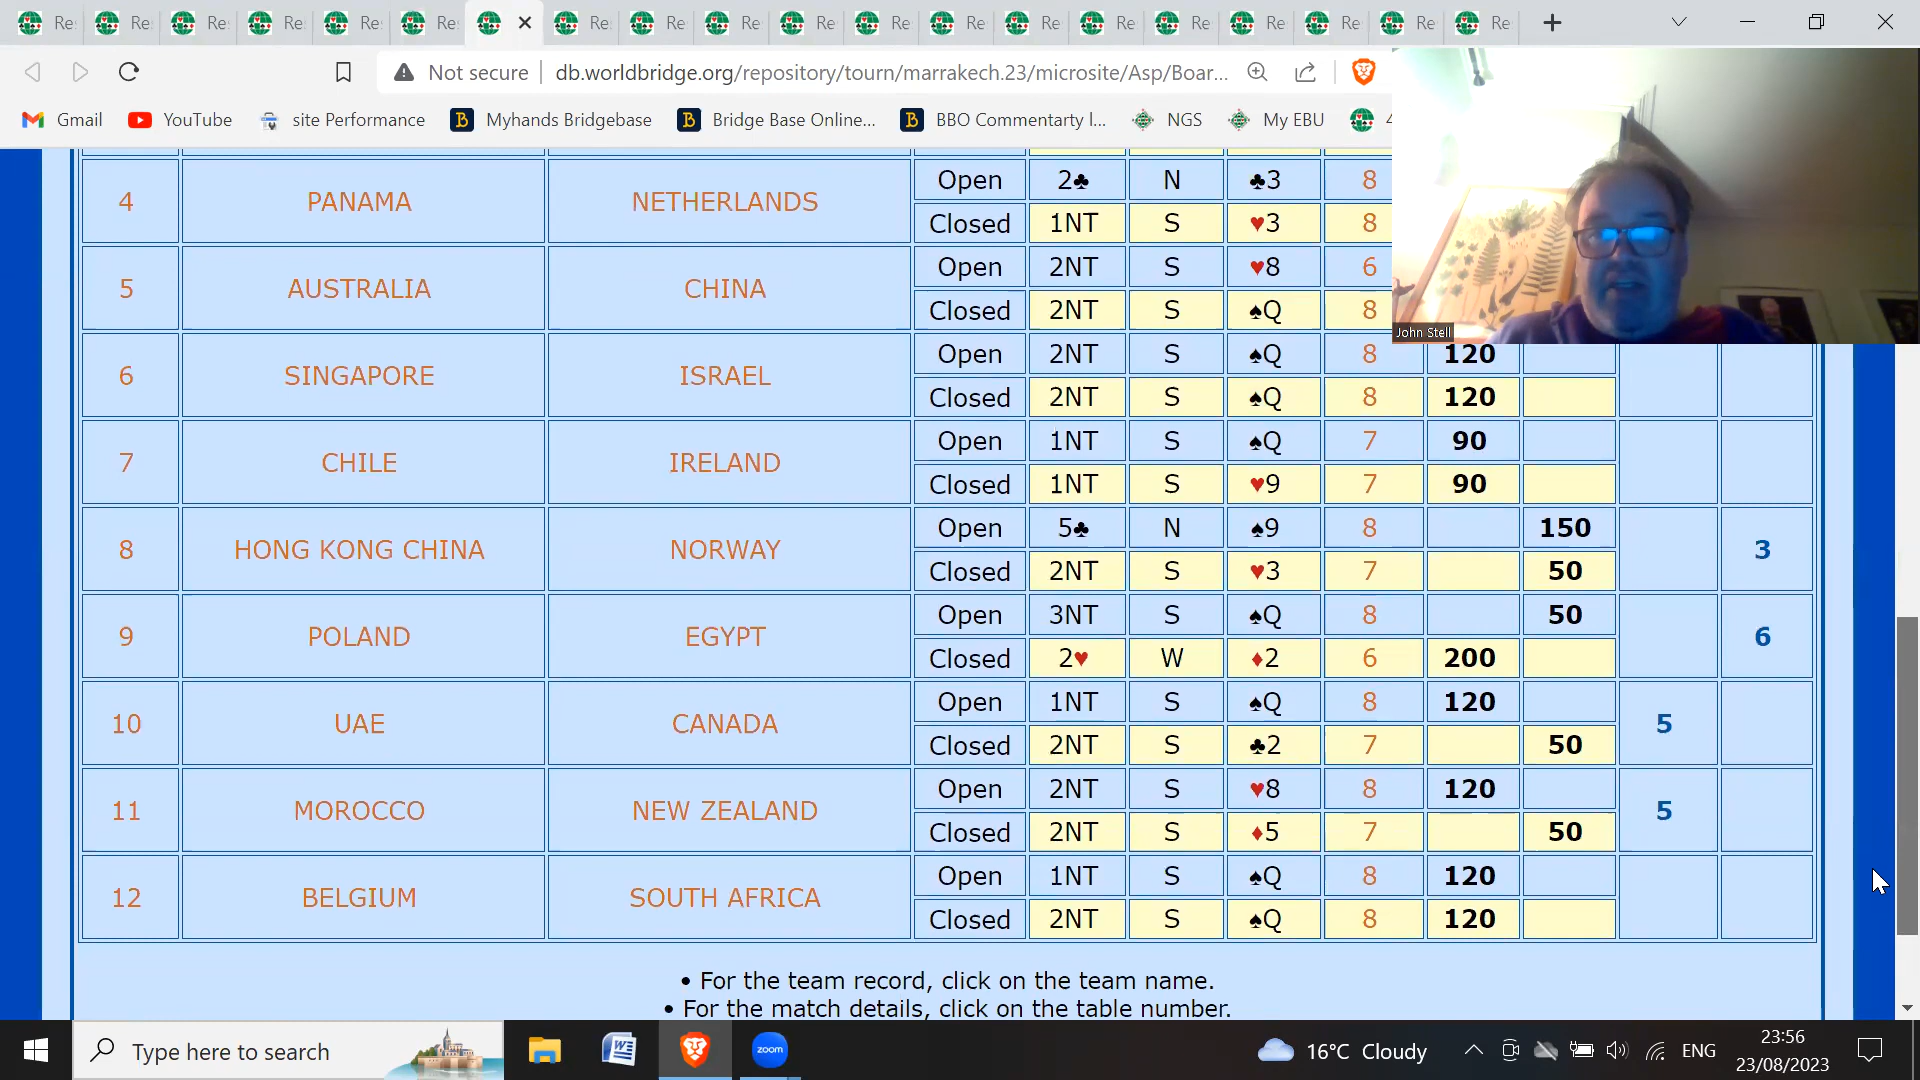 Re Re Re Re Re Re Re Re Re Re Re Re Re Re Re Re Re Re Re
Not secure db.worldbridge.org/repository/tourn/marrakech.23/microsite/Asp/Boar...
Gmail YouTube site Performance Myhands Bridgebase Bridge Base Online... BBO Commentarty l... NGS My EBU 4
4 PANAMA NETHERLANDS Open 2♣ N ♣3 8
Closed 1NT S ♥3 8
5 AUSTRALIA CHINA Open 2NT S ♥8 6
Closed 2NT S ♠Q 8
John Stell
6 SINGAPORE ISRAEL Open 2NT S ♠Q 8 120
Closed 2NT S ♠Q 8 120
7 CHILE IRELAND Open 1NT S ♠Q 7 90
Closed 1NT S ♥9 7 90
8 HONG KONG CHINA NORWAY Open 5♣ N ♠9 8 150 3
Closed 2NT S ♥3 7 50
9 POLAND EGYPT Open 3NT S ♠Q 8 50 6
Closed 2♥ W ♦2 6 200
10 UAE CANADA Open 1NT S ♠Q 8 120 5
Closed 2NT S ♣2 7 50
11 MOROCCO NEW ZEALAND Open 2NT S ♥8 8 120 5
Closed 2NT S ♦5 7 50
12 BELGIUM SOUTH AFRICA Open 1NT S ♠Q 8 120
Closed 2NT S ♠Q 8 120
• For the team record, click on the team name.
• For the match details, click on the table number.
Type here to search zoom 16°C Cloudy ENG 23:56
23/08/2023